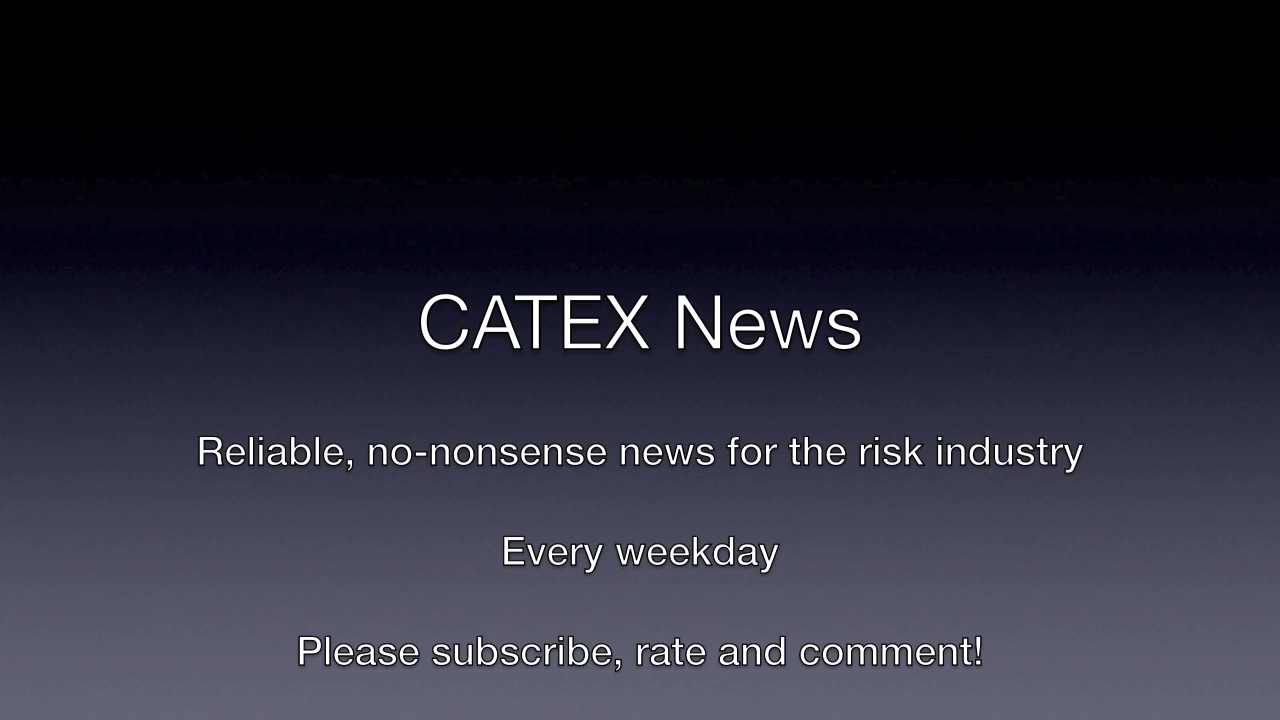 CATEX News
Reliable, no-nonsense news for the risk industry
Every weekday
Please subscribe, rate and comment!